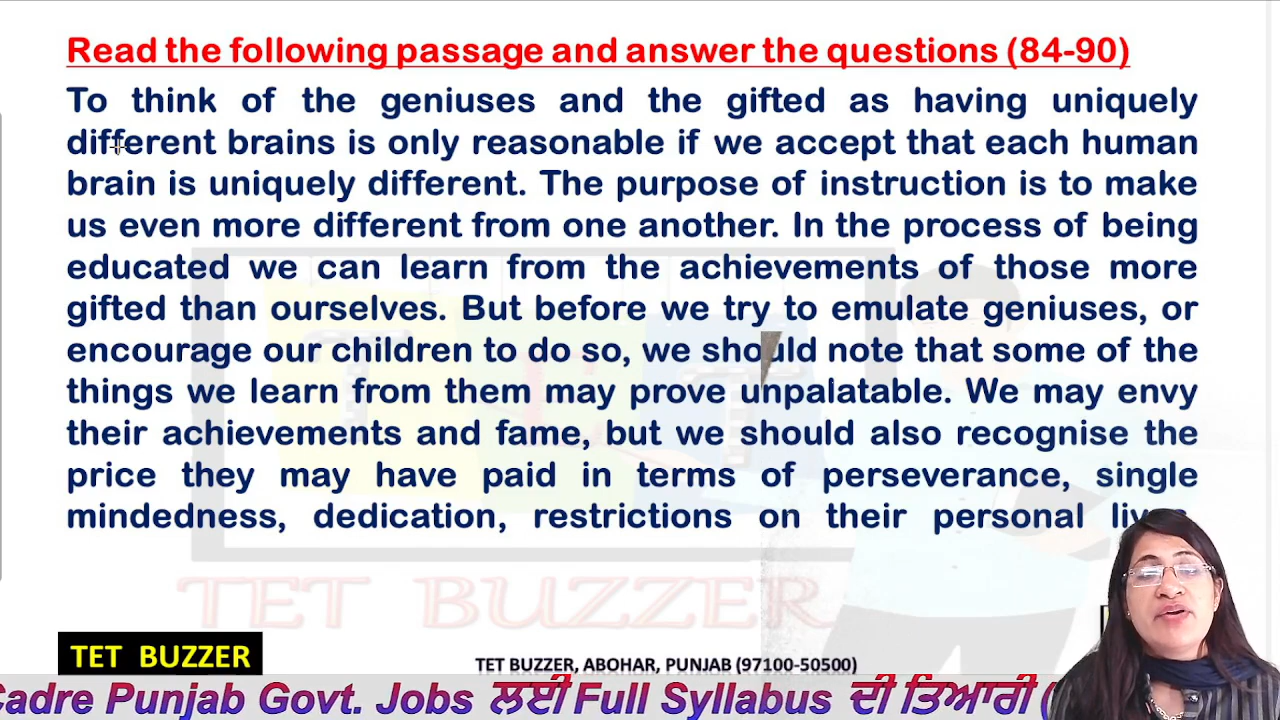 Read the following passage and answer the questions (84-90)
To think of the geniuses and the gifted as having uniquely
different brains is only reasonable if we accept that each human
brain is uniquely different. The purpose of instruction is to make
us even more different from one another. In the process of being
educated we can learn from the achievements of those more
gifted than ourselves. But before we try to emulate geniuses, or
encourage our children to do so, we should note that some of the
things we learn from them may prove unpalatable. We may envy
their achievements and fame, but we should also recognise the
price they may have paid in terms of perseverance, single
mindedness, dedication, restrictions on their personal lives,
TET BUZZER
TET BUZZER
TET BUZZER, ABOHAR, PUNJAB (97100-50500)
Cadre Punjab Govt. Jobs ਲਈ Full Syllabus ਦੀ ਤਿਆਰੀ (